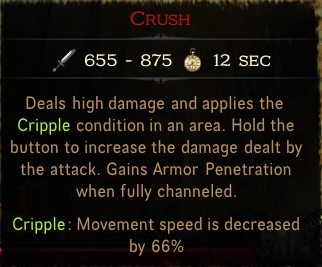 Crush
655 - 875 12 sec
Deals high damage and applies the
Cripple condition in an area. Hold the
button to increase the damage dealt by
the attack. Gains Armor Penetration
when fully channeled.
Cripple: Movement speed is decreased
by 66%